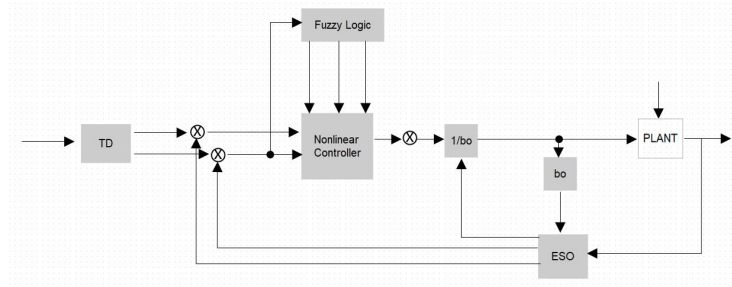 Fuzzy Logic
TD
X
X
Nonlinear
Controller
X
1/bo
PLANT
bo
ESO